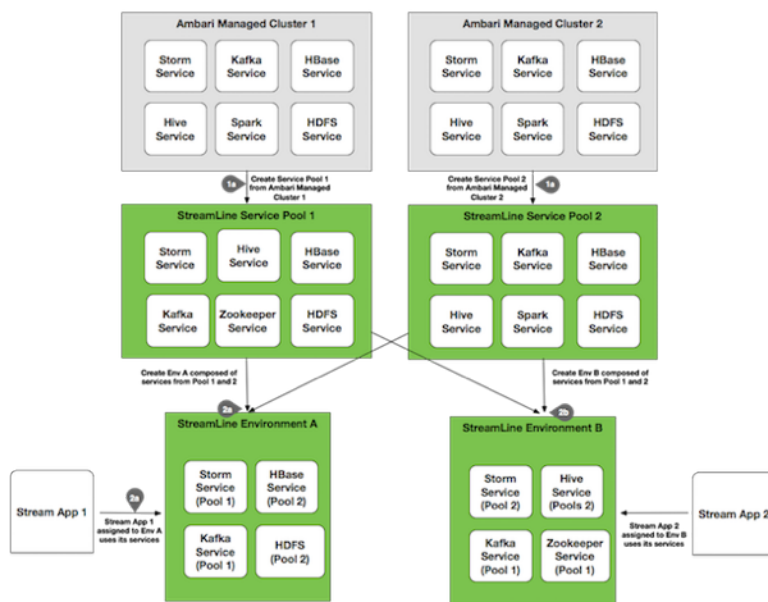 Ambari Managed Cluster 1
Storm
Service
Kafka
Service
HBase
Service
Hive
Service
Spark
Service
HDFS
Service
Ambari Managed Cluster 2
Storm
Service
Kafka
Service
HBase
Service
Hive
Service
Spark
Service
HDFS
Service
1a
Create Service Pool 1
from Ambari Managed
Cluster 1
Create Service Pool 2
from Ambari Managed
Cluster 2
1a
StreamLine Service Pool 1
Storm
Service
Hive
Service
HBase
Service
Kafka
Service
Zookeeper
Service
HDFS
Service
StreamLine Service Pool 2
Storm
Service
Kafka
Service
HBase
Service
Hive
Service
Spark
Service
HDFS
Service
Create Env A composed of
services from Pool 1 and 2
Create Env B composed of
services from Pool 1 and 2
2a
2b
StreamLine Environment A
Storm
Service
(Pool 1)
HBase
Service
(Pool 2)
Kafka
Service
(Pool 1)
HDFS
(Pool 2)
StreamLine Environment B
Storm
Service
(Pool 2)
Hive
Service
(Pools 2)
Kafka
Service
(Pool 1)
Zookeeper
Service
(Pool 1)
Stream App 1
2a
Stream App 1
assigned to Env A
uses its services
Stream App 2
assigned to Env B
uses its services
Stream App 2